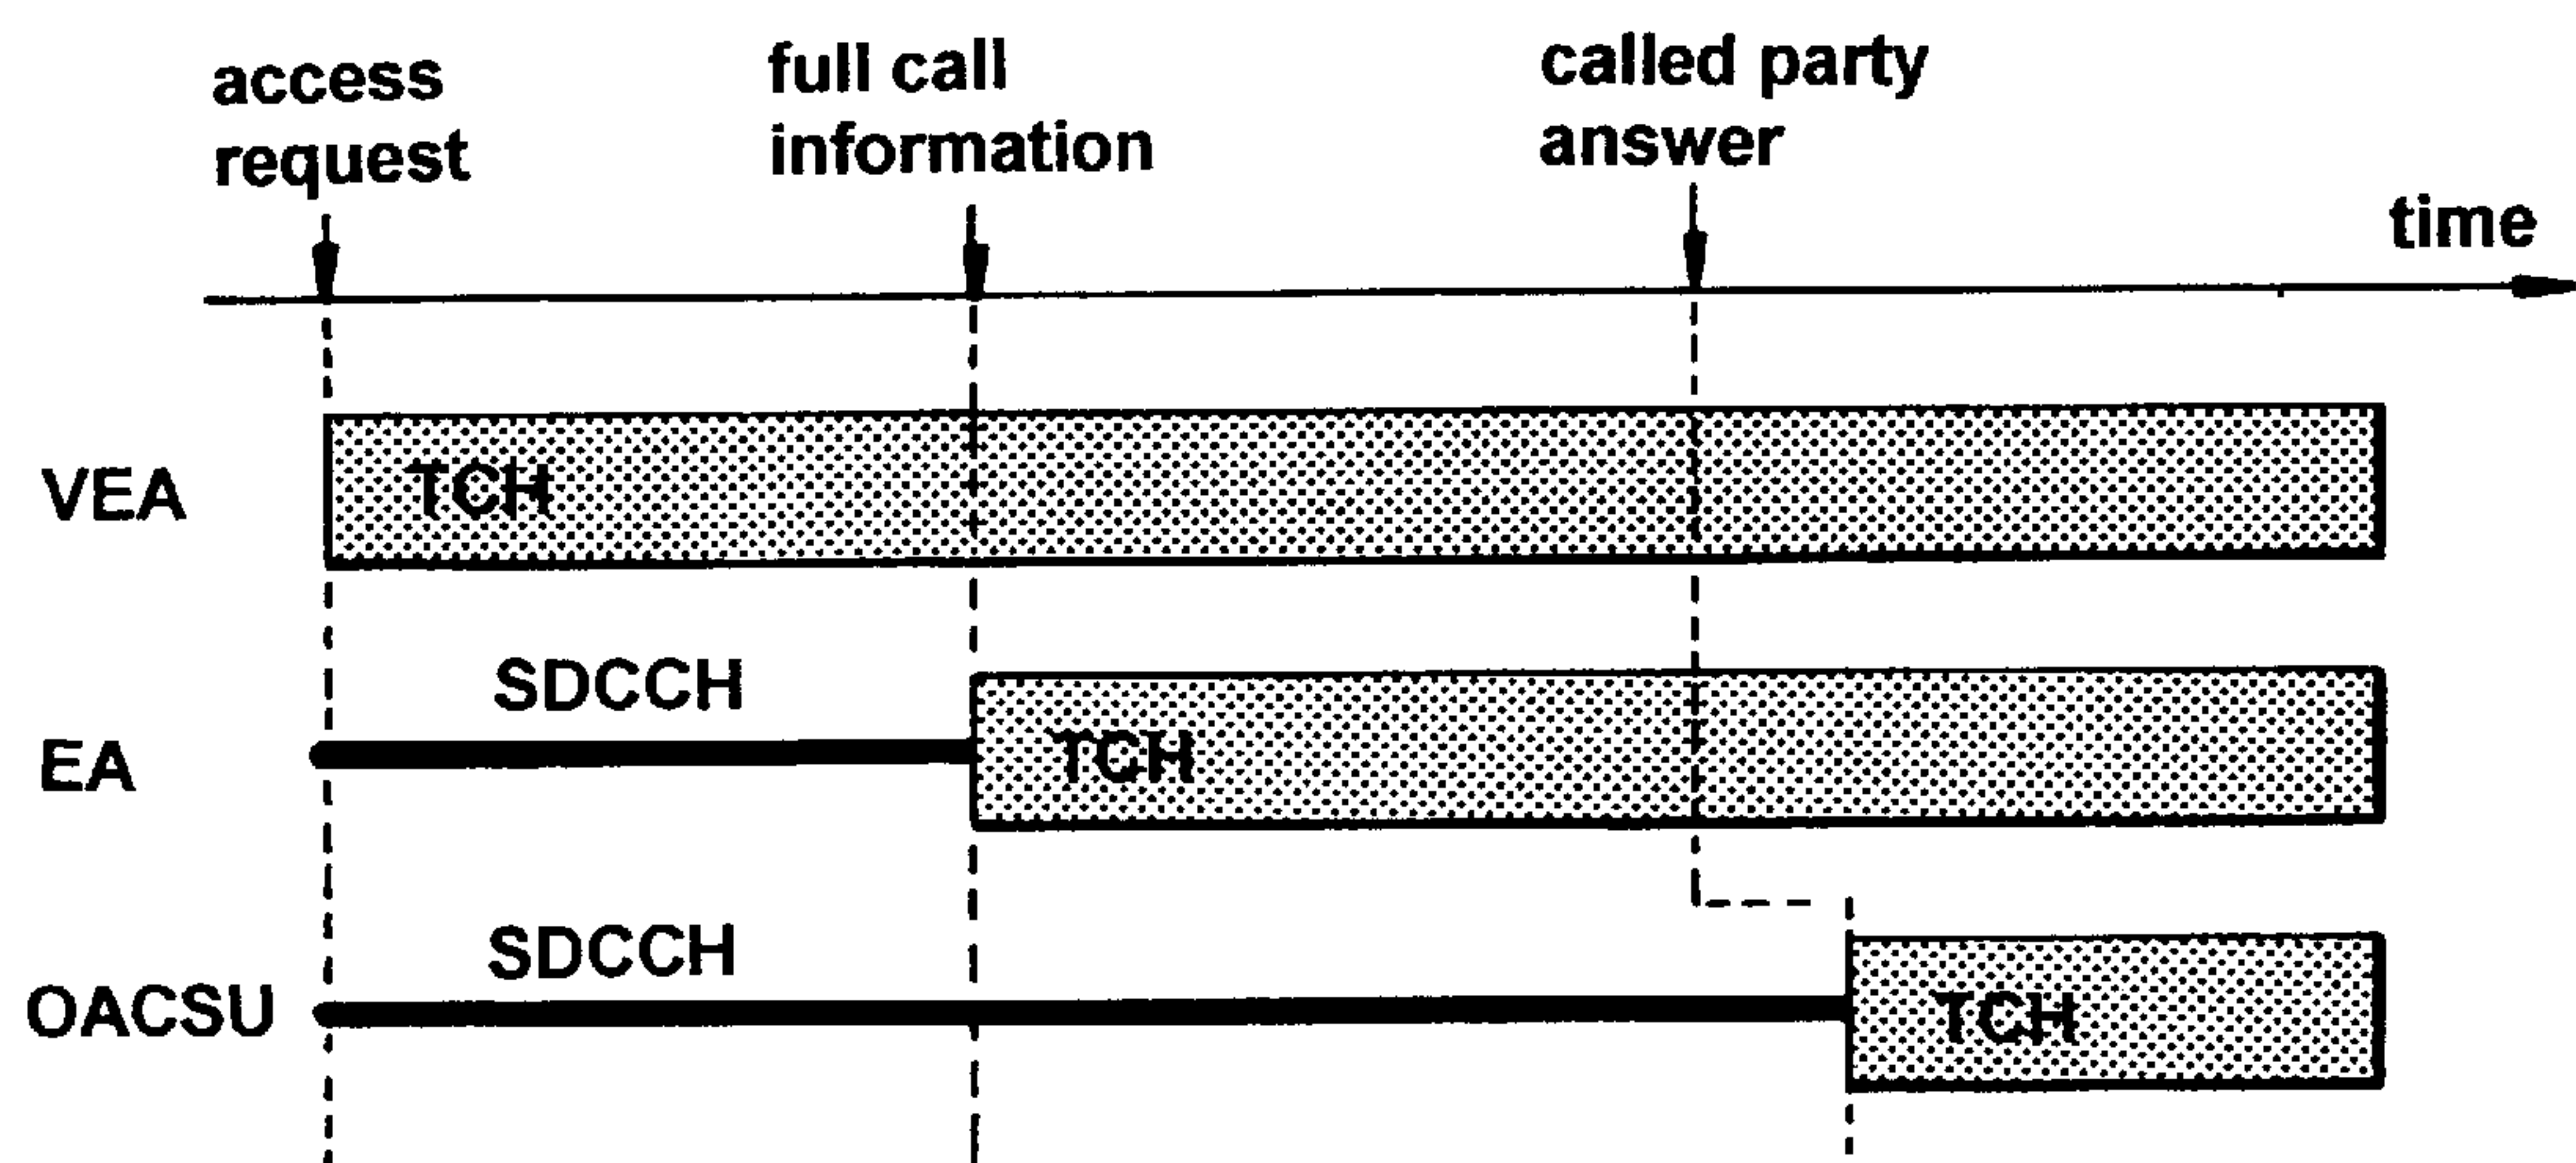 access
request
full call
information
called party
answer
time
VEA
TCH
SDCCH
EA
TCH
SDCCH
OACSU
TCH